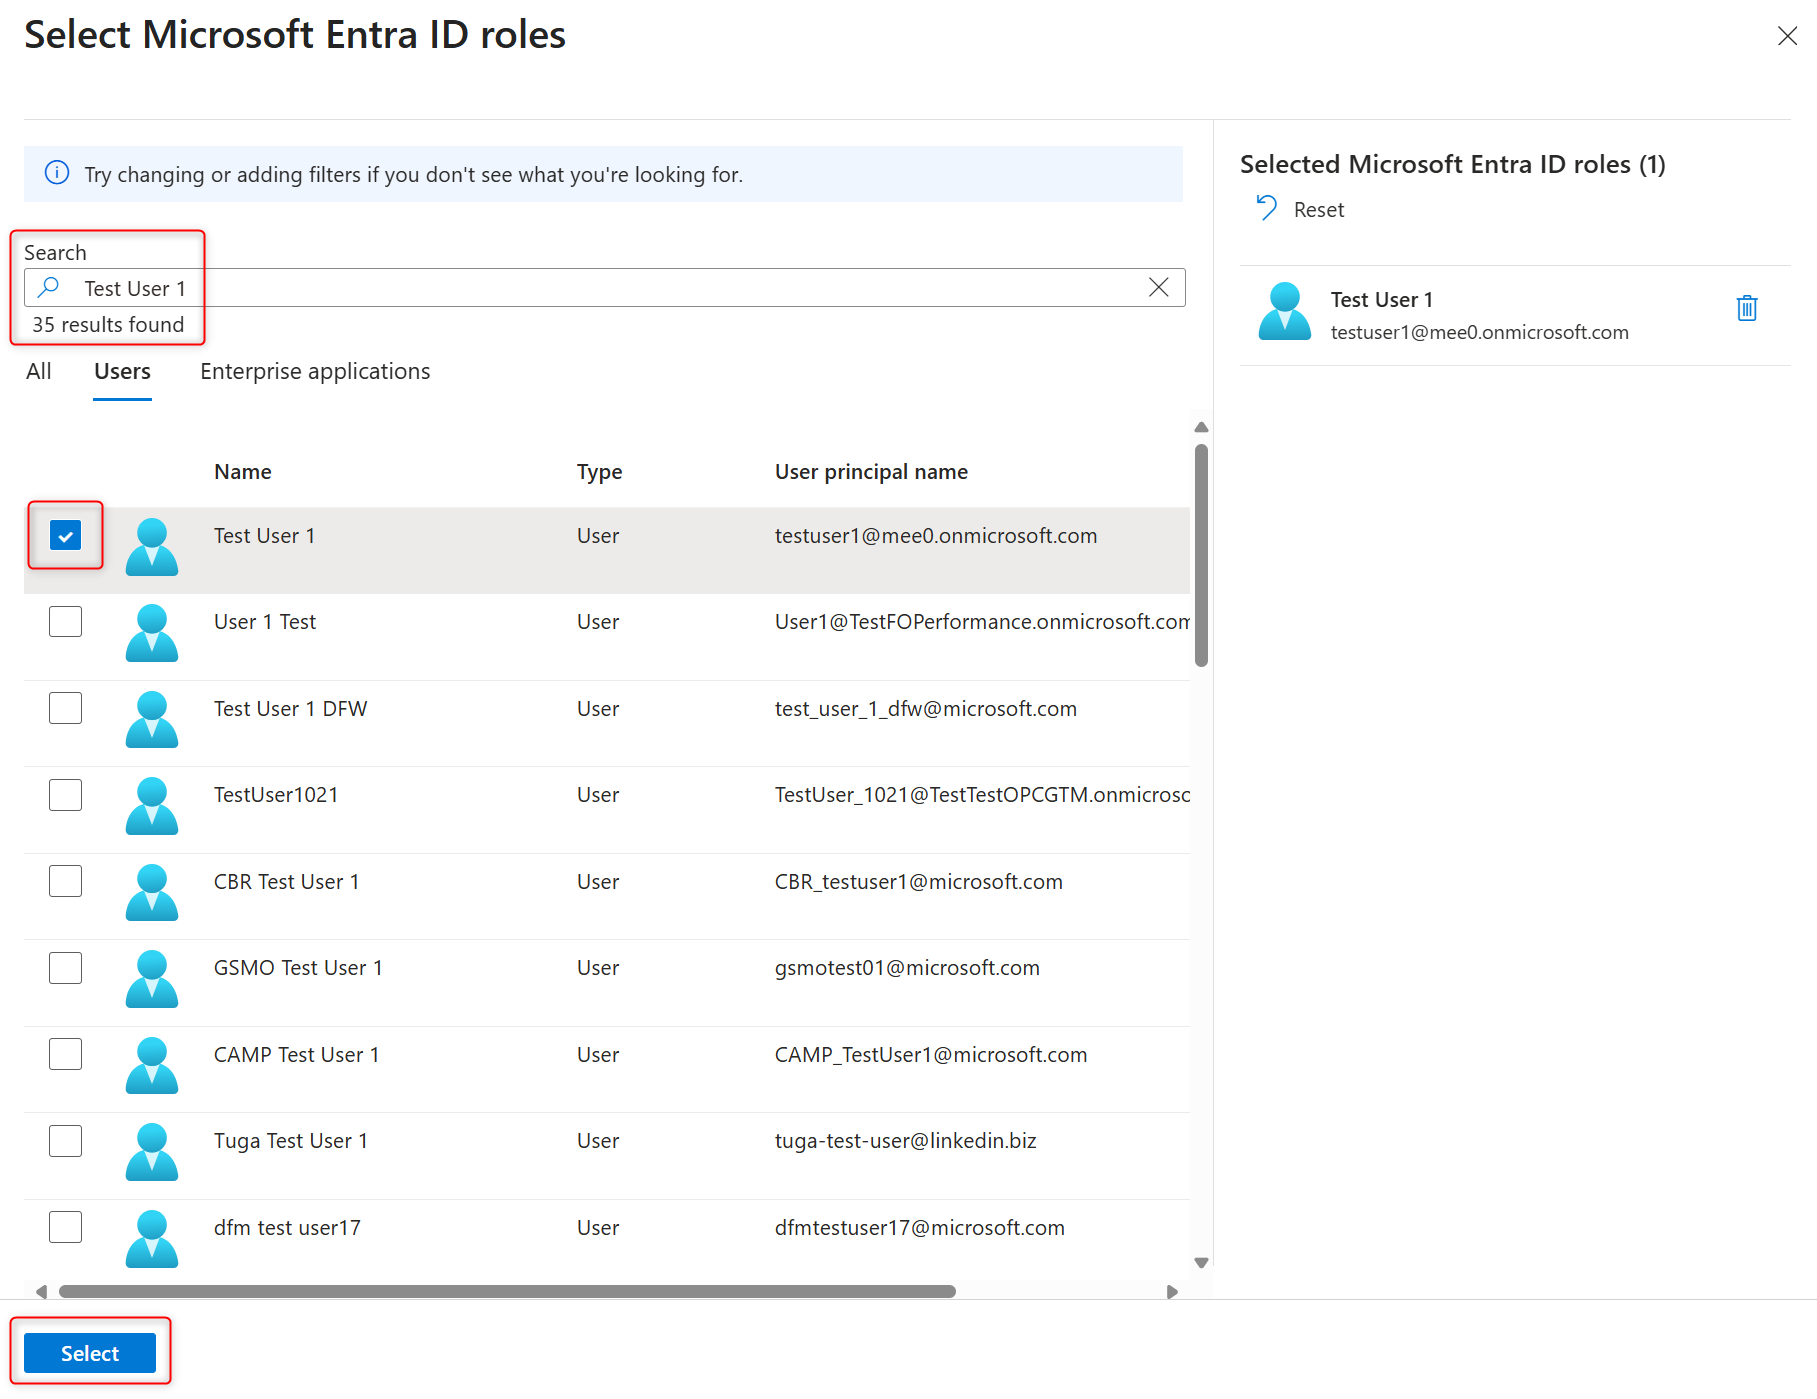 Select Microsoft Entra ID roles
Try changing or adding filters if you don't see what you're looking for.
Search
Test User 1
35 results found
All Users Enterprise applications
Name Type User principal name
Test User 1 User testuser1@mee0.onmicrosoft.com
User 1 Test User User1@TestFOPerformance.onmicrosoft.com
Test User 1 DFW User test_user_1_dfw@microsoft.com
TestUser1021 User TestUser_1021@TestTestOPCGTM.onmicroso
CBR Test User 1 User CBR_testuser1@microsoft.com
GSMO Test User 1 User gsmotest01@microsoft.com
CAMP Test User 1 User CAMP_TestUser1@microsoft.com
Tuga Test User 1 User tuga-test-user@linkedin.biz
dfm test user17 User dfmtestuser17@microsoft.com
Select
Selected Microsoft Entra ID roles (1)
Reset
Test User 1
testuser1@mee0.onmicrosoft.com